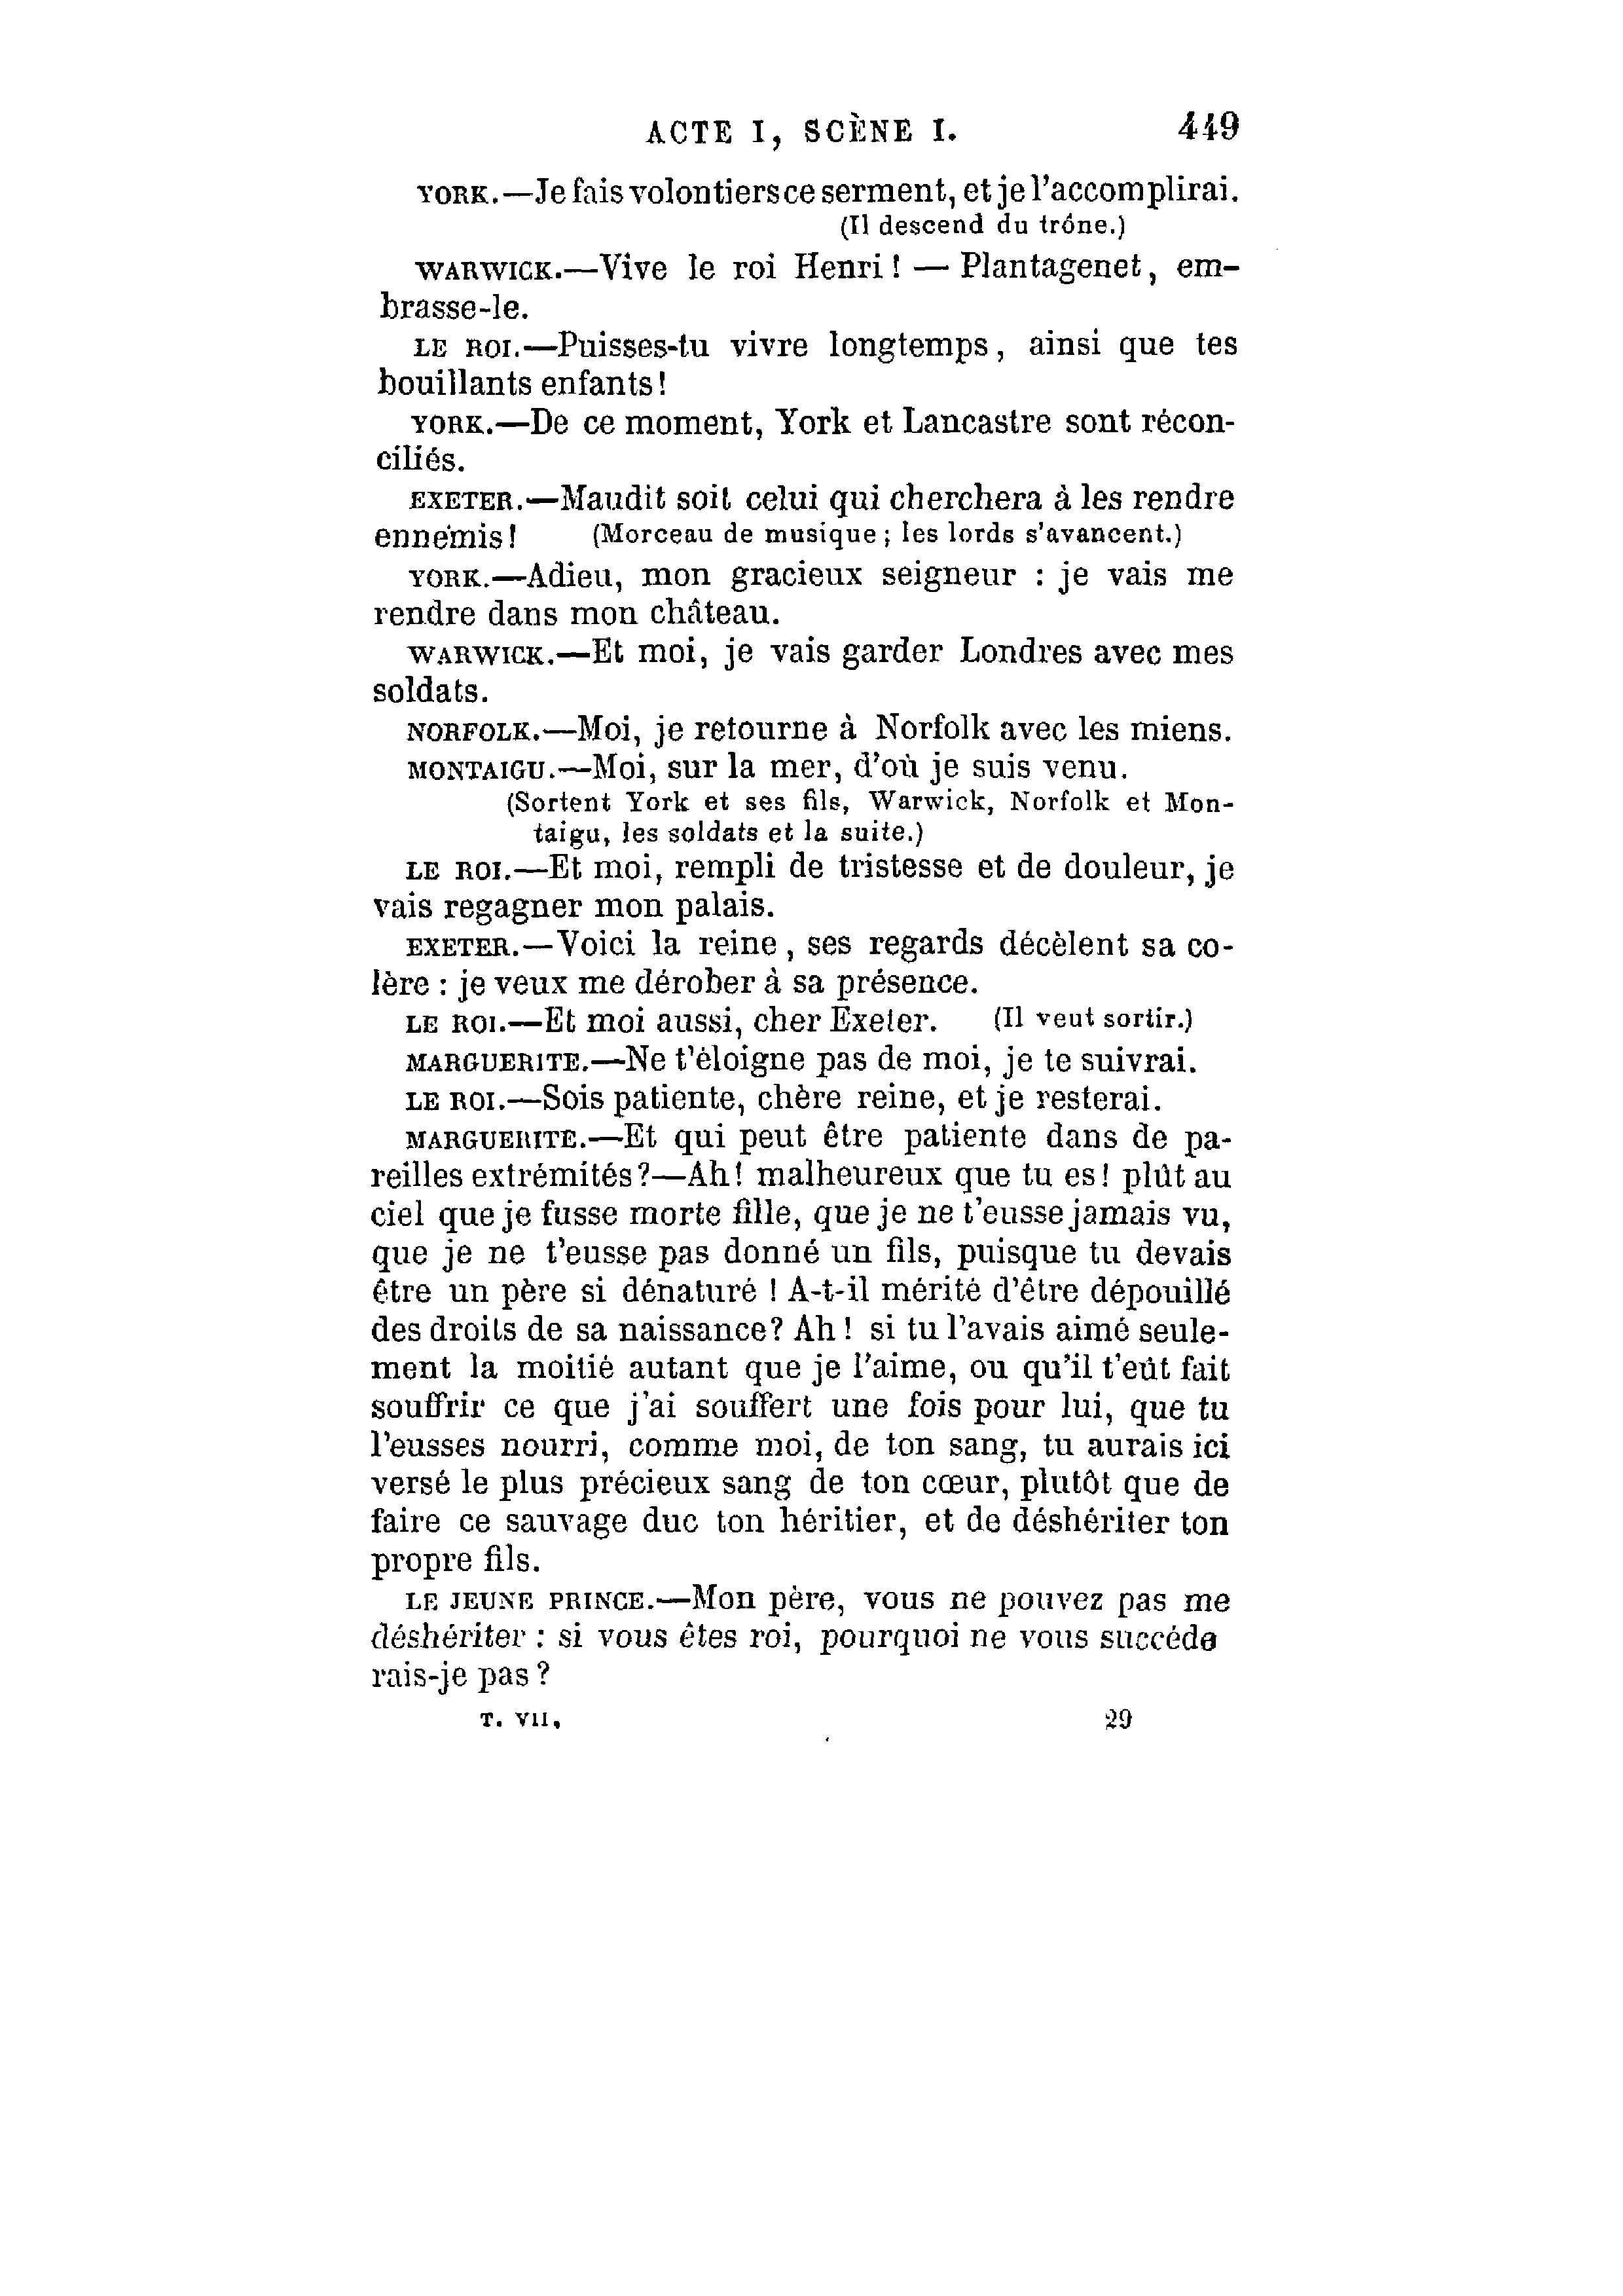 ACTE I, SCÈNE I. 449
YORK.—Je fais volontiers ce serment, et je l'accomplirai.
(Il descend du trône.)
WARWICK.—Vive le roi Henri! — Plantagenet, em-
brasse-le.
LE ROI.—Puisses-tu vivre longtemps, ainsi que tes
bouillants enfants!
YORK.—De ce moment, York et Lancastre sont récon-
ciliés.
EXETER.—Maudit soit celui qui cherchera à les rendre
ennemis! (Morceau de musique; les lords s'avancent.)
YORK.—Adieu, mon gracieux seigneur : je vais me
rendre dans mon château.
WARWICK.—Et moi, je vais garder Londres avec mes
soldats.
NORFOLK.—Moi, je retourne à Norfolk avec les miens.
MONTAIGU.—Moi, sur la mer, d'où je suis venu.
(Sortent York et ses fils, Warwick, Norfolk et Mon-
taigu, les soldats et la suite.)
LE ROI.—Et moi, rempli de tristesse et de douleur, je
vais regagner mon palais.
EXETER.—Voici la reine, ses regards décèlent sa co-
lère : je veux me dérober à sa présence.
LE ROI.—Et moi aussi, cher Exeter. (Il veut sortir.)
MARGUERITE.—Ne t'éloigne pas de moi, je te suivrai.
LE ROI.—Sois patiente, chère reine, et je resterai.
MARGUERITE.—Et qui peut être patiente dans de pa-
reilles extrémités?—Ah! malheureux que tu es! plût au
ciel que je fusse morte fille, que je ne t'eusse jamais vu,
que je ne t'eusse pas donné un fils, puisque tu devais
être un père si dénaturé ! A-t-il mérité d'être dépouillé
des droits de sa naissance? Ah ! si tu l'avais aimé seule-
ment la moitié autant que je l'aime, ou qu'il t'eût fait
souffrir ce que j'ai souffert une fois pour lui, que tu
l'eusses nourri, comme moi, de ton sang, tu aurais ici
versé le plus précieux sang de ton cœur, plutôt que de
faire ce sauvage duc ton héritier, et de déshériter ton
propre fils.
LE JEUNE PRINCE.—Mon père, vous ne pouvez pas me
déshériter : si vous êtes roi, pourquoi ne vous succéde
rais-je pas ?
T. VII, 29